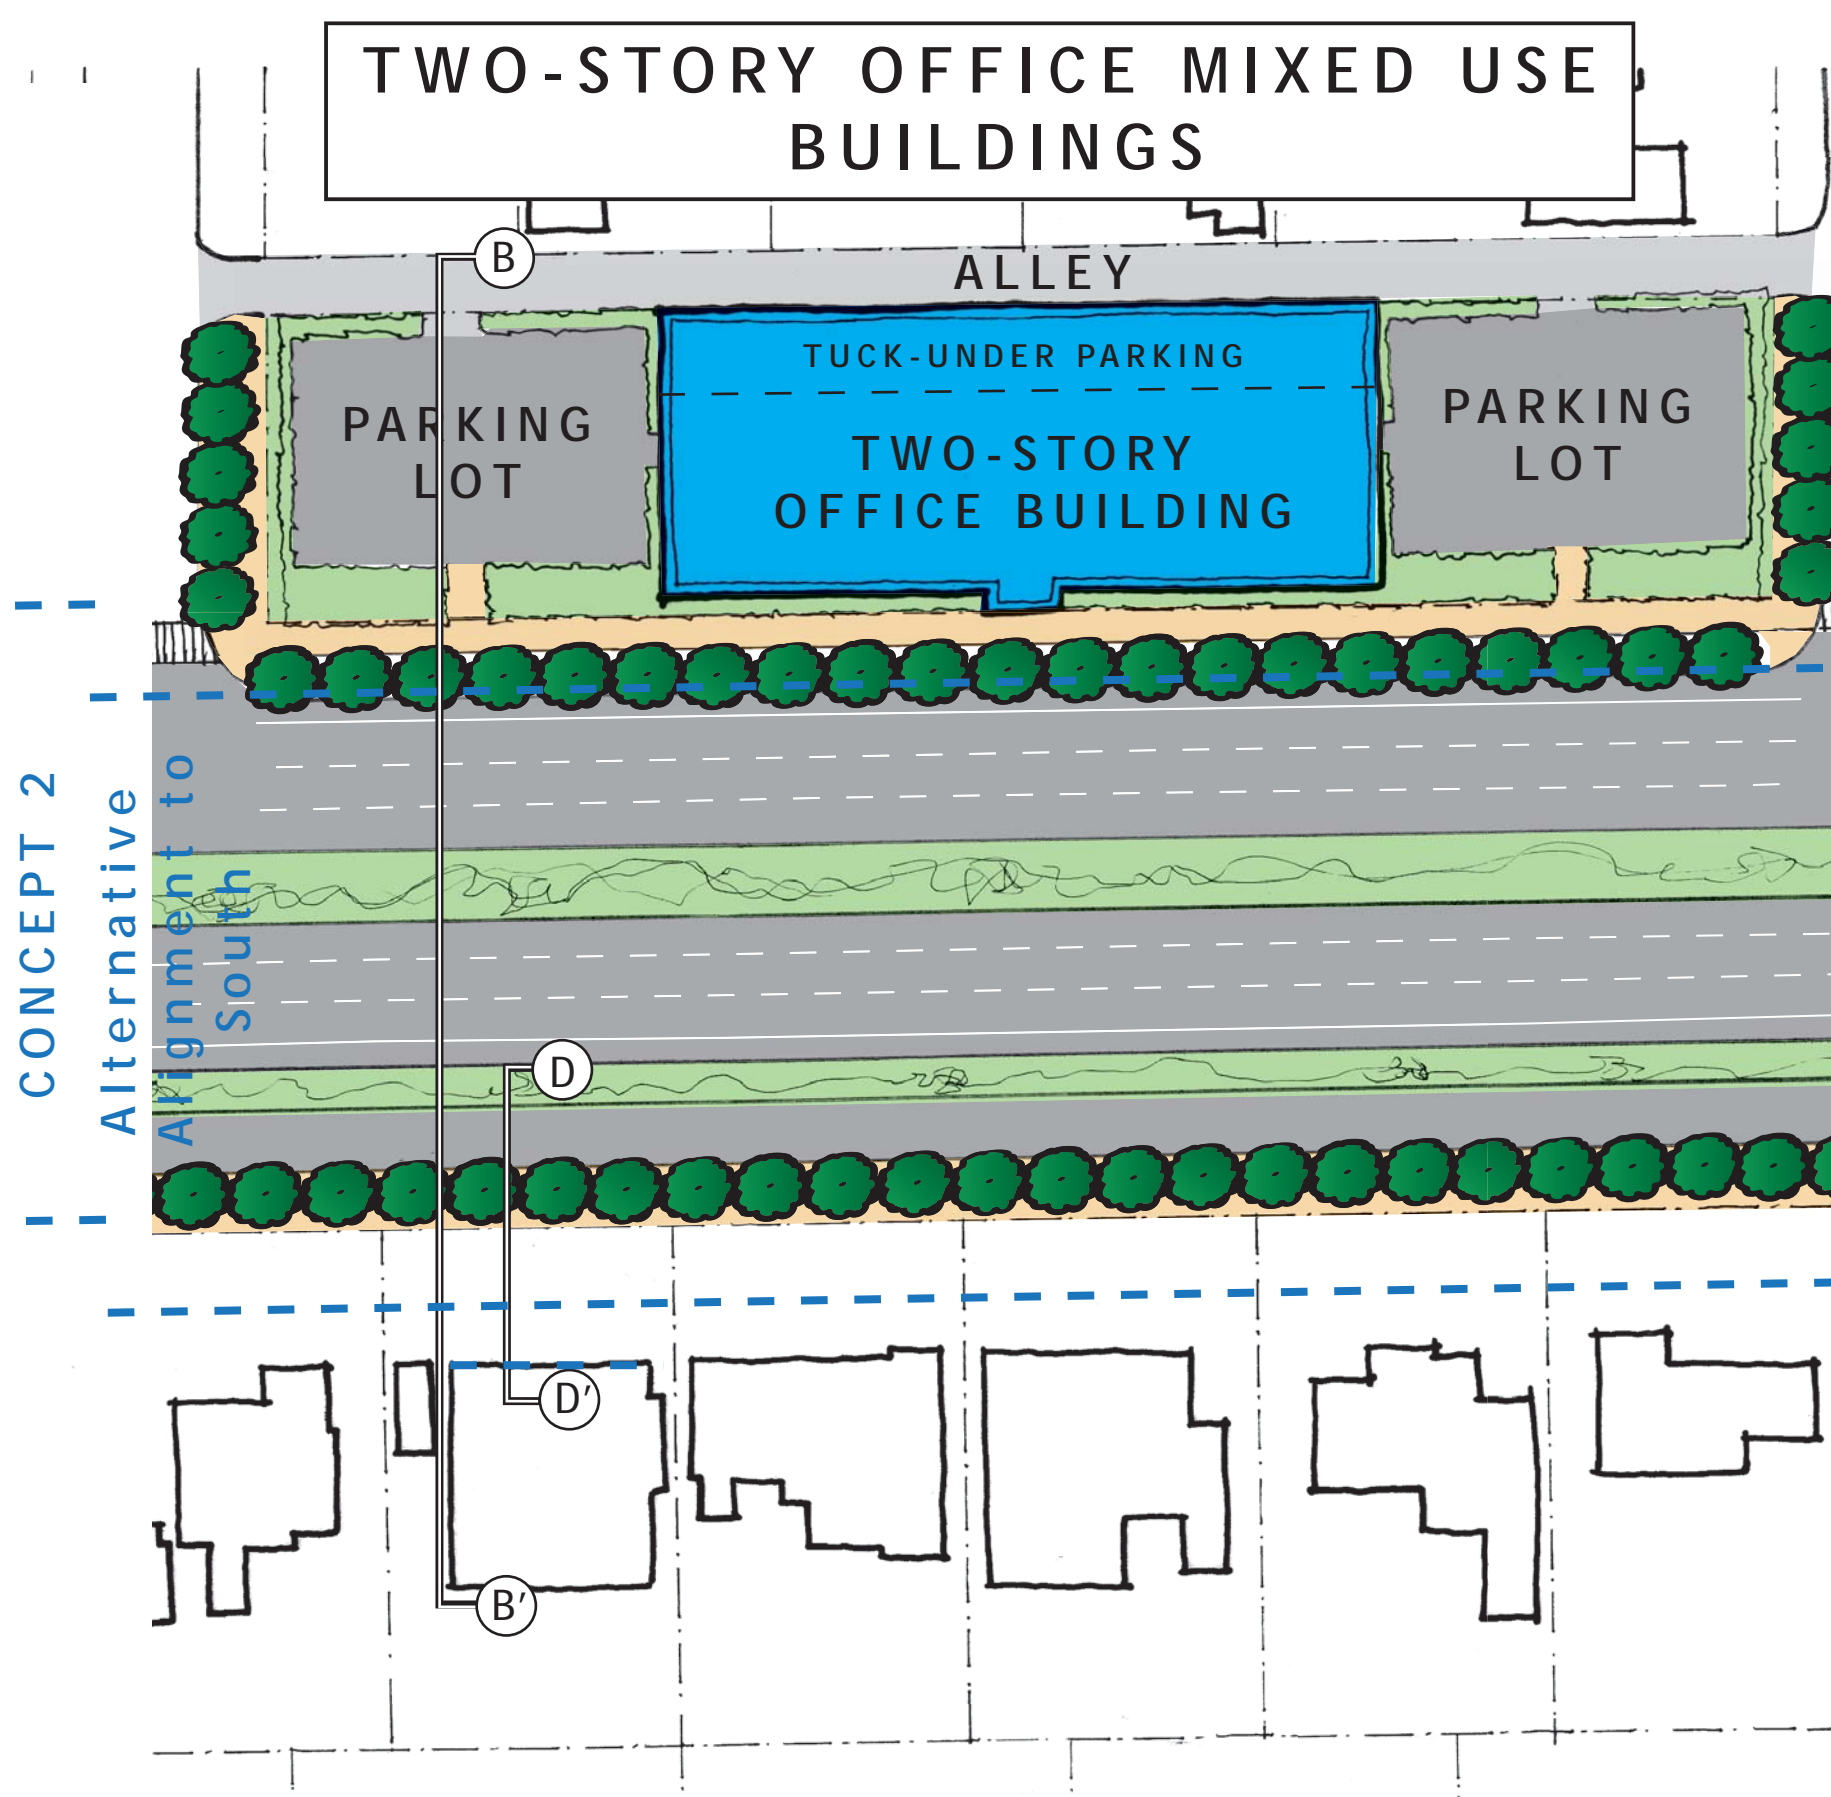 TWO-STORY OFFICE MIXED USE
BUILDINGS
B
ALLEY
TUCK-UNDER PARKING
PARKING
LOT
TWO-STORY
OFFICE BUILDING
PARKING
LOT
CONCEPT 2
Alternative
Alignment to
South
D
D'
B'